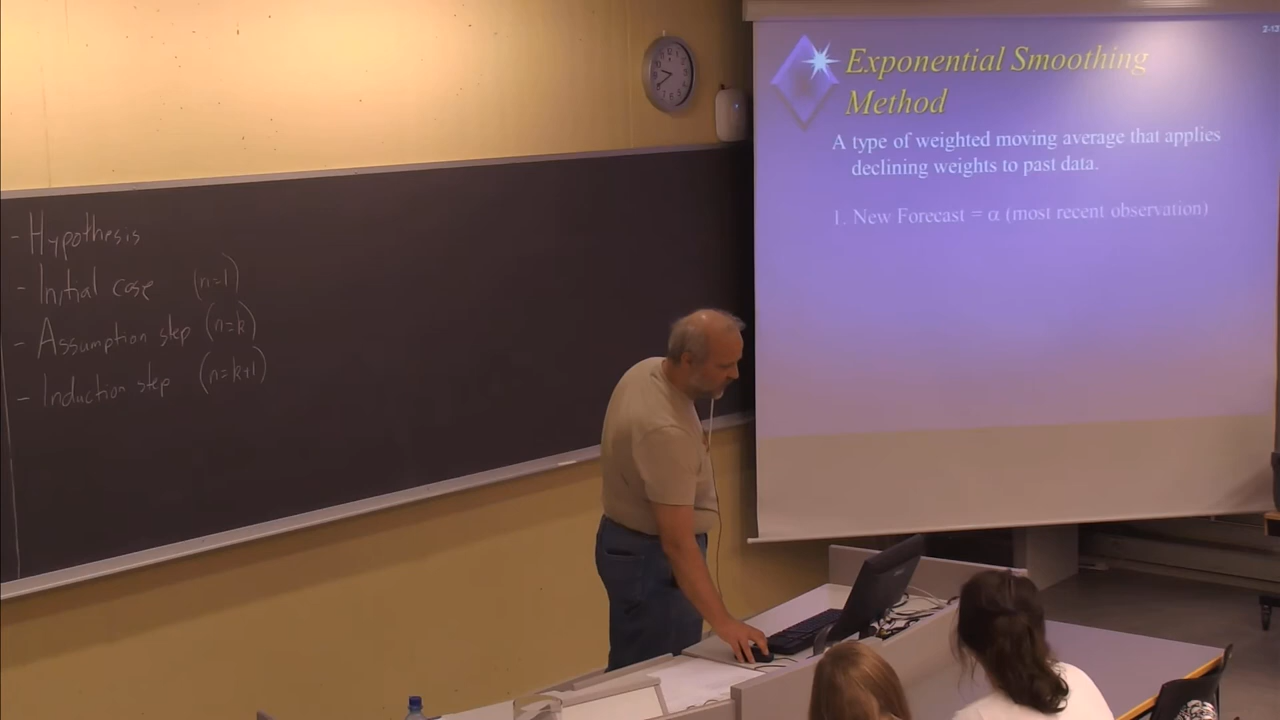 - Hypothesis
- Initial case (n=1)
- Assumption step (n=k)
- Induction step (n=k+1)
Exponential Smoothing
Method
A type of weighted moving average that applies
declining weights to past data.
1. New Forecast = α (most recent observation)